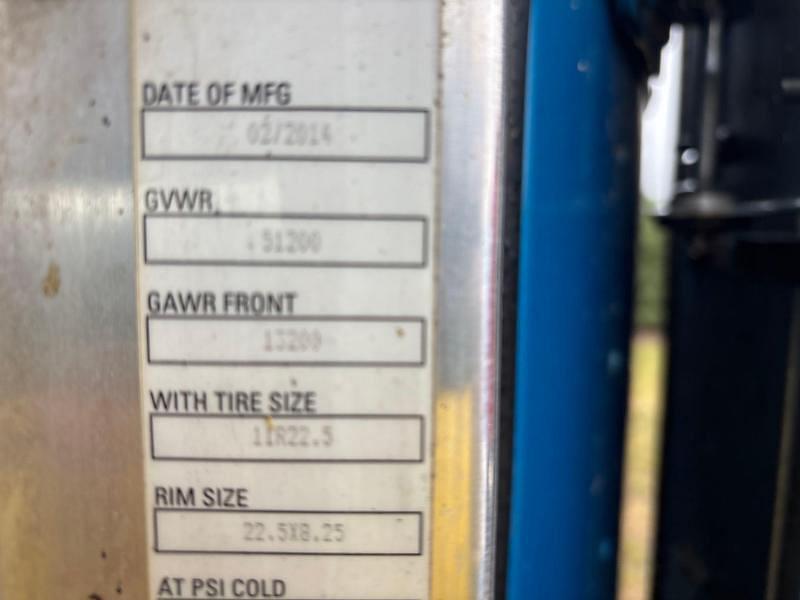 DATE OF MFG
02/2014
GVWR
51200
GAWR FRONT
13200
WITH TIRE SIZE
11R22.5
RIM SIZE
22.5X8.25
AT PSI COLD